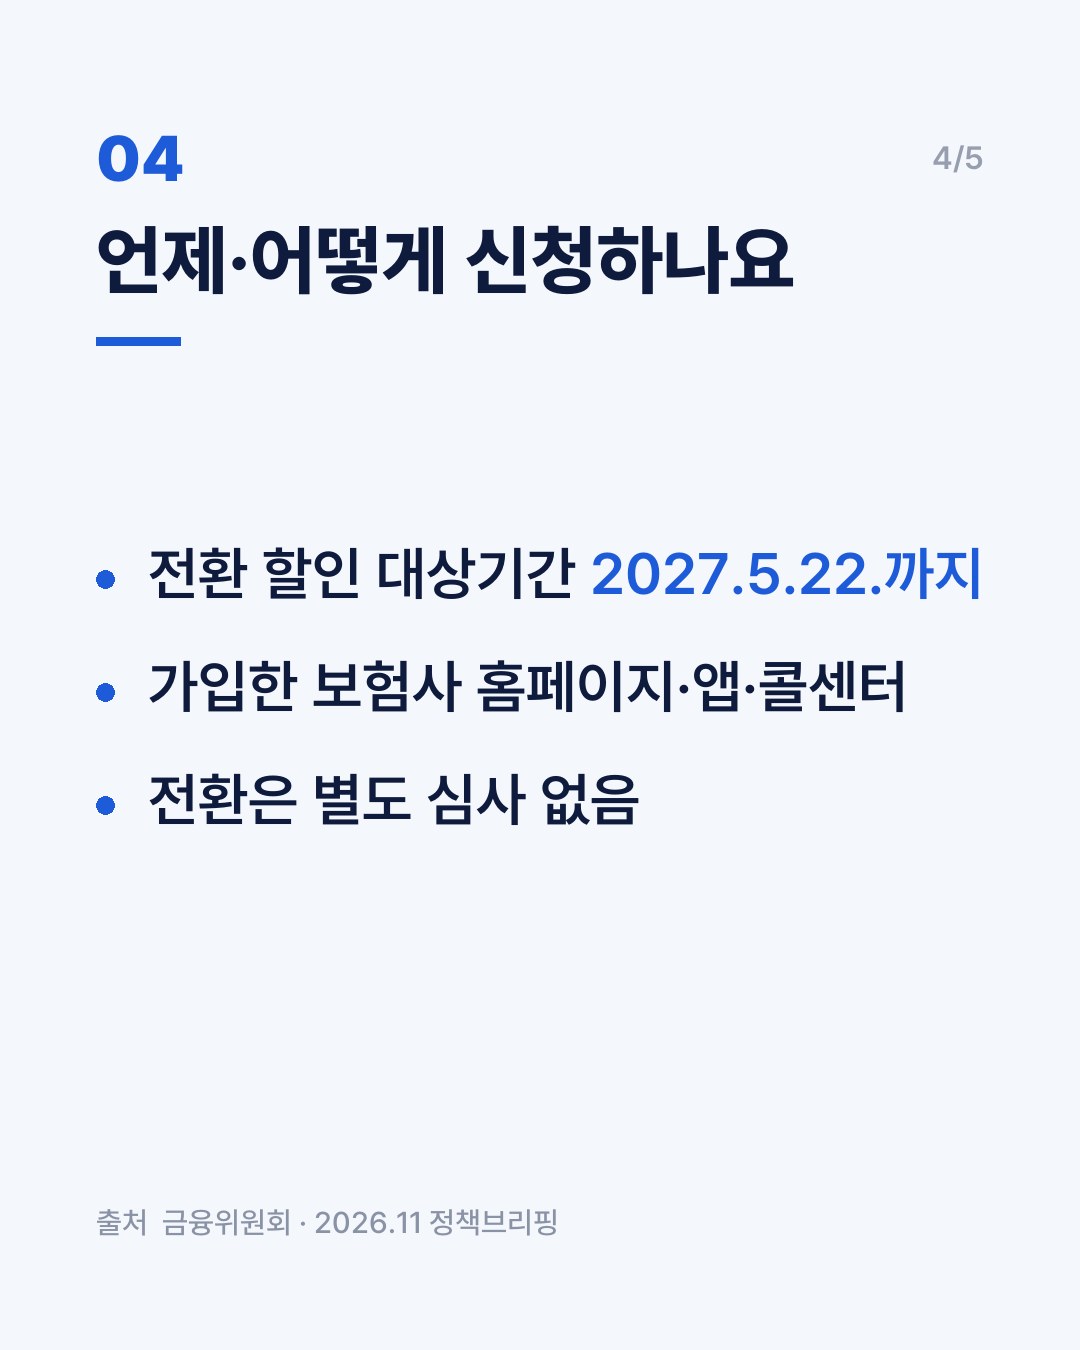 04
4/5
언제·어떻게 신청하나요
전환 할인 대상기간 2027.5.22.까지
가입한 보험사 홈페이지·앱·콜센터
전환은 별도 심사 없음
출처 금융위원회 · 2026.11 정책브리핑